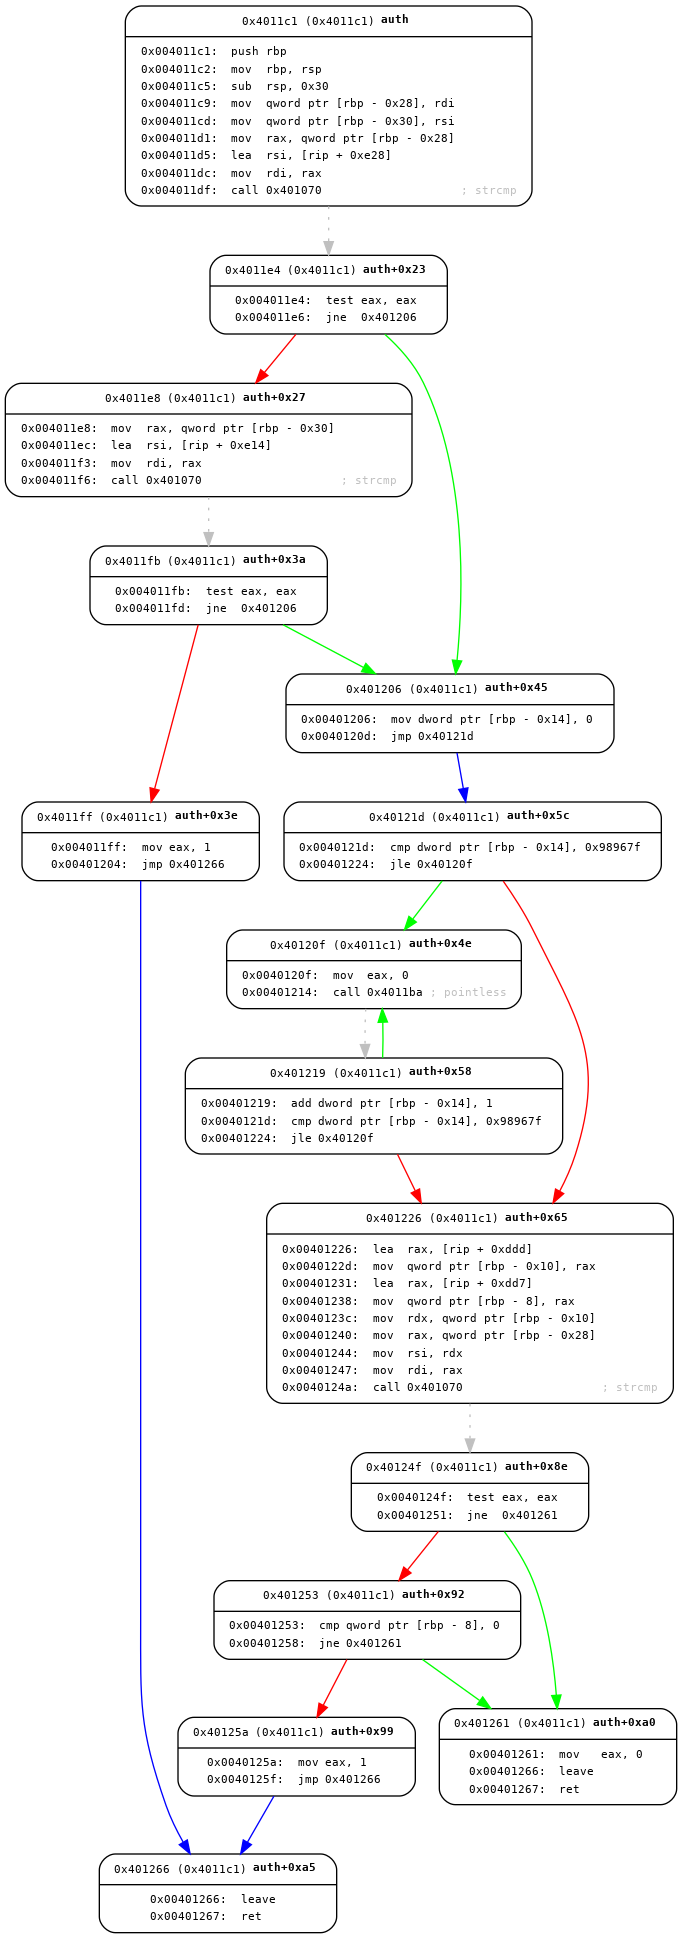 0x4011c1 (0x4011c1) auth
0x004011c1: push rbp
0x004011c2: mov rbp, rsp
0x004011c5: sub rsp, 0x30
0x004011c9: mov qword ptr [rbp - 0x28], rdi
0x004011cd: mov qword ptr [rbp - 0x30], rsi
0x004011d1: mov rax, qword ptr [rbp - 0x28]
0x004011d5: lea rsi, [rip + 0xe28]
0x004011dc: mov rdi, rax
0x004011df: call 0x401070 ; strcmp
0x4011e4 (0x4011c1) auth+0x23
0x004011e4: test eax, eax
0x004011e6: jne 0x401206
0x4011e8 (0x4011c1) auth+0x27
0x004011e8: mov rax, qword ptr [rbp - 0x30]
0x004011ec: lea rsi, [rip + 0xe14]
0x004011f3: mov rdi, rax
0x004011f6: call 0x401070 ; strcmp
0x4011fb (0x4011c1) auth+0x3a
0x004011fb: test eax, eax
0x004011fd: jne 0x401206
0x401206 (0x4011c1) auth+0x45
0x00401206: mov dword ptr [rbp - 0x14], 0
0x0040120d: jmp 0x40121d
0x4011ff (0x4011c1) auth+0x3e
0x004011ff: mov eax, 1
0x00401204: jmp 0x401266
0x40121d (0x4011c1) auth+0x5c
0x0040121d: cmp dword ptr [rbp - 0x14], 0x98967f
0x00401224: jle 0x40120f
0x40120f (0x4011c1) auth+0x4e
0x0040120f: mov eax, 0
0x00401214: call 0x4011ba ; pointless
0x401219 (0x4011c1) auth+0x58
0x00401219: add dword ptr [rbp - 0x14], 1
0x0040121d: cmp dword ptr [rbp - 0x14], 0x98967f
0x00401224: jle 0x40120f
0x401226 (0x4011c1) auth+0x65
0x00401226: lea rax, [rip + 0xddd]
0x0040122d: mov qword ptr [rbp - 0x10], rax
0x00401231: lea rax, [rip + 0xdd7]
0x00401238: mov qword ptr [rbp - 8], rax
0x0040123c: mov rdx, qword ptr [rbp - 0x10]
0x00401240: mov rax, qword ptr [rbp - 0x28]
0x00401244: mov rsi, rdx
0x00401247: mov rdi, rax
0x0040124a: call 0x401070 ; strcmp
0x40124f (0x4011c1) auth+0x8e
0x0040124f: test eax, eax
0x00401251: jne 0x401261
0x401253 (0x4011c1) auth+0x92
0x00401253: cmp qword ptr [rbp - 8], 0
0x00401258: jne 0x401261
0x40125a (0x4011c1) auth+0x99
0x0040125a: mov eax, 1
0x0040125f: jmp 0x401266
0x401261 (0x4011c1) auth+0xa0
0x00401261: mov eax, 0
0x00401266: leave
0x00401267: ret
0x401266 (0x4011c1) auth+0xa5
0x00401266: leave
0x00401267: ret